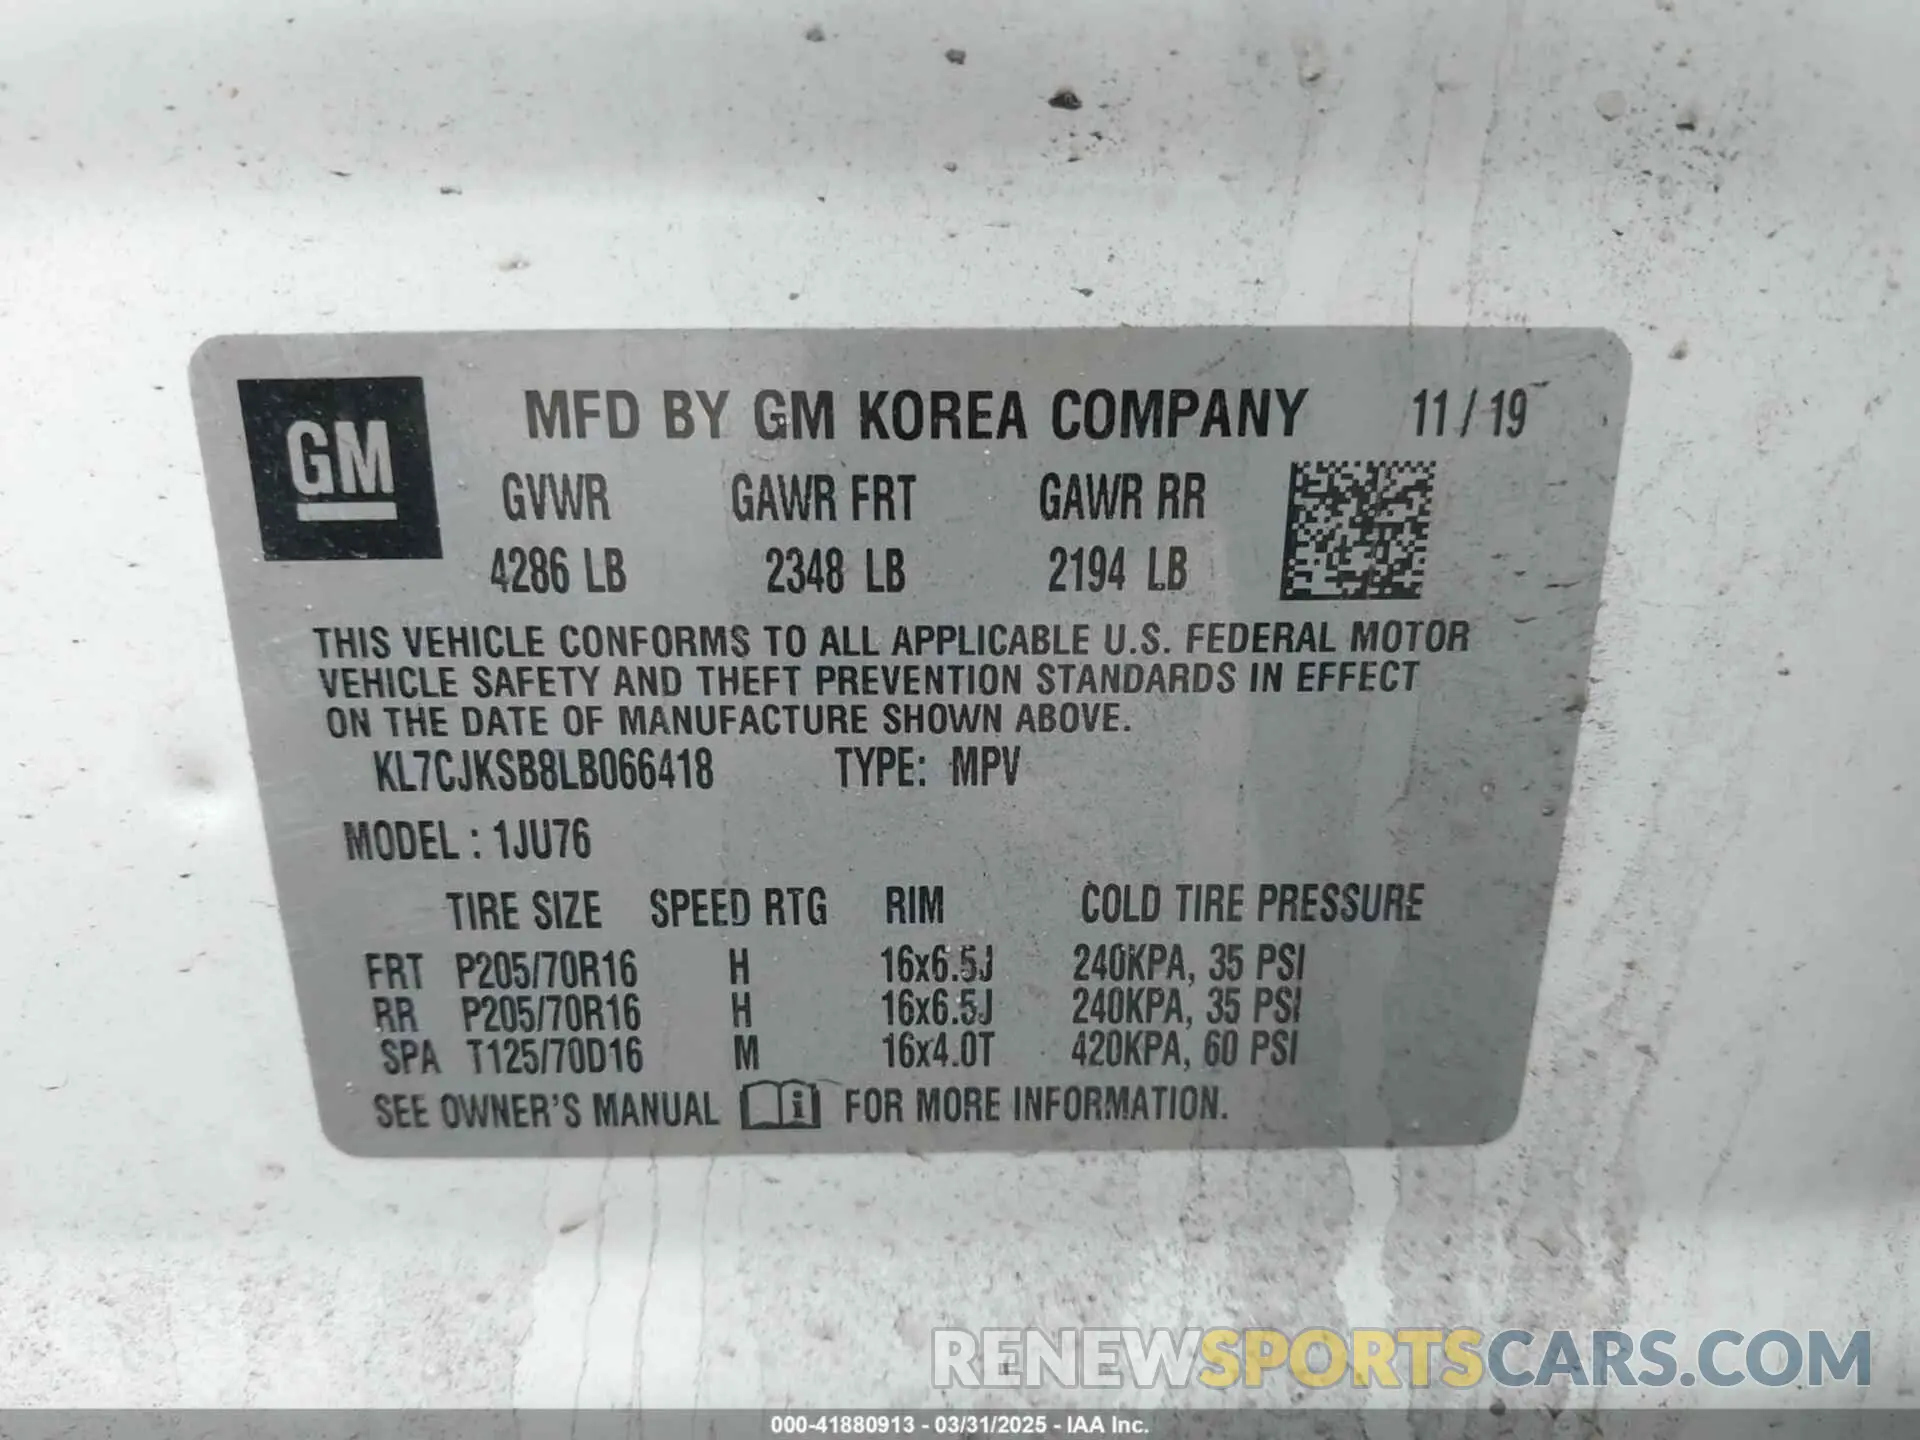 GM
MFD BY GM KOREA COMPANY 11/19
GVWR GAWR FRT GAWR RR
4286 LB 2348 LB 2194 LB
THIS VEHICLE CONFORMS TO ALL APPLICABLE U.S. FEDERAL MOTOR
VEHICLE SAFETY AND THEFT PREVENTION STANDARDS IN EFFECT
ON THE DATE OF MANUFACTURE SHOWN ABOVE.
KL7CJKSB8LB066418 TYPE: MPV
MODEL : 1JU76
TIRE SIZE SPEED RTG RIM COLD TIRE PRESSURE
FRT P205/70R16 H 16x6.5J 240KPA, 35 PSI
RR P205/70R16 H 16x6.5J 240KPA, 35 PSI
SPA T125/70D16 M 16x4.0T 420KPA, 60 PSI
SEE OWNER'S MANUAL i FOR MORE INFORMATION.
RENEWSPORTSCARS.COM
000-41880913 - 03/31/2025 - IAA Inc.